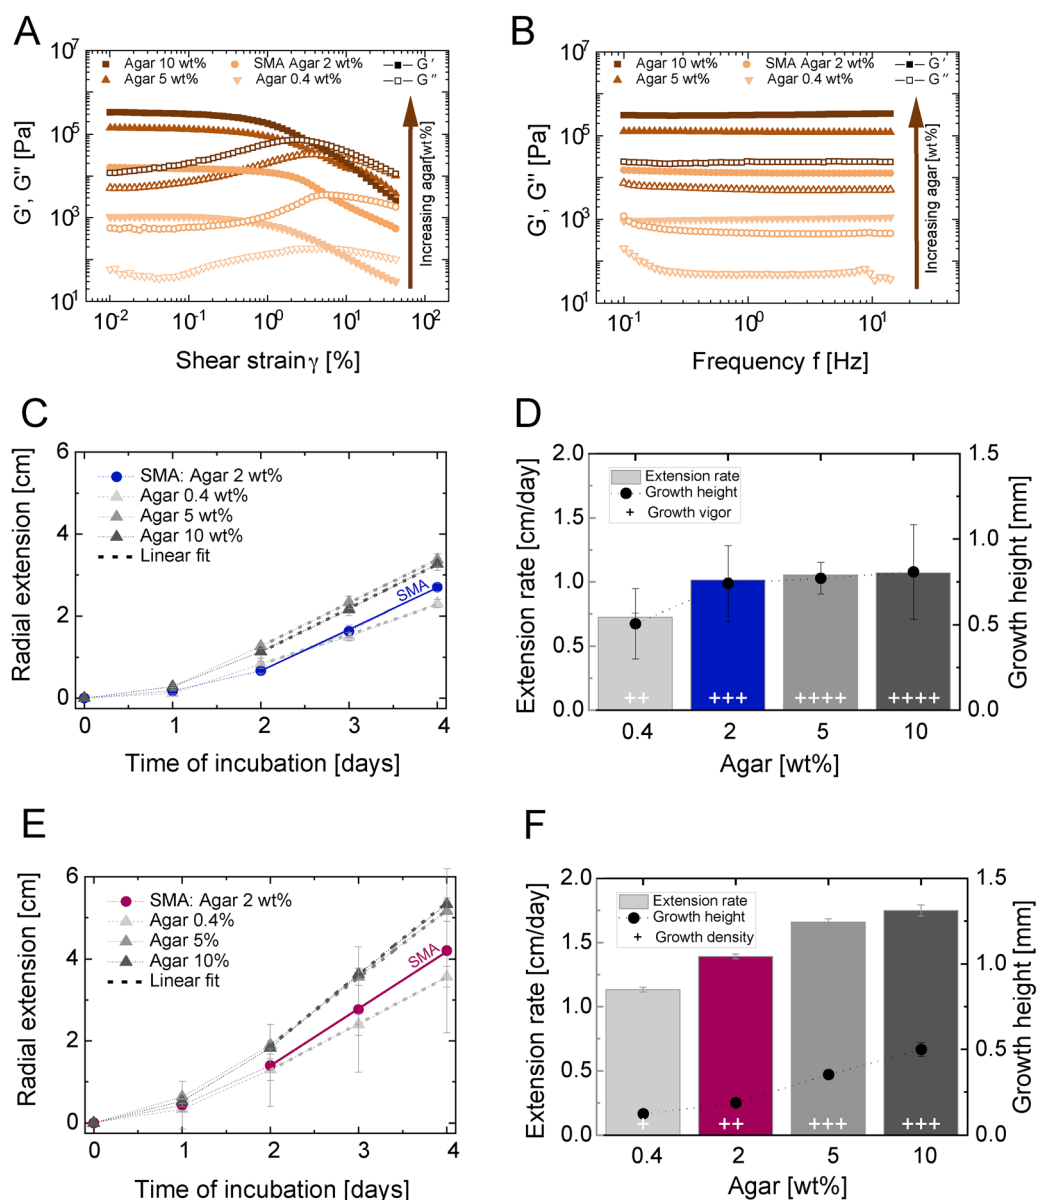 A
10^7
10^5
10^3
10^1
G', G'' [Pa]
Agar 10 wt% SMA Agar 2 wt% G'
Agar 5 wt% Agar 0.4 wt% G''
Increasing agar[wt%]
10^-2 10^-1 10^0 10^1 10^2
Shear strain γ [%]
B
10^7
10^5
10^3
10^1
G', G'' [Pa]
Agar 10 wt% SMA Agar 2 wt% G'
Agar 5 wt% Agar 0.4 wt% G''
Increasing agar[wt%]
10^-1 10^0 10^1
Frequency f [Hz]
C
6
4
2
0
Radial extension [cm]
SMA: Agar 2 wt%
Agar 0.4 wt%
Agar 5 wt%
Agar 10 wt%
Linear fit
SMA
0 1 2 3 4
Time of incubation [days]
D
2.0
1.5
1.0
0.5
0.0
Extension rate [cm/day]
Extension rate
Growth height
+ Growth vigor
++ +++ ++++ ++++
1.5
1.0
0.5
0.0
Growth height [mm]
0.4 2 5 10
Agar [wt%]
E
6
4
2
0
Radial extension [cm]
SMA: Agar 2 wt%
Agar 0.4%
Agar 5%
Agar 10%
Linear fit
SMA
0 1 2 3 4
Time of incubation [days]
F
2.0
1.5
1.0
0.5
0.0
Extension rate [cm/day]
Extension rate
Growth height
+ Growth density
+ ++ +++ +++
1.5
1.0
0.5
0.0
Growth height [mm]
0.4 2 5 10
Agar [wt%]